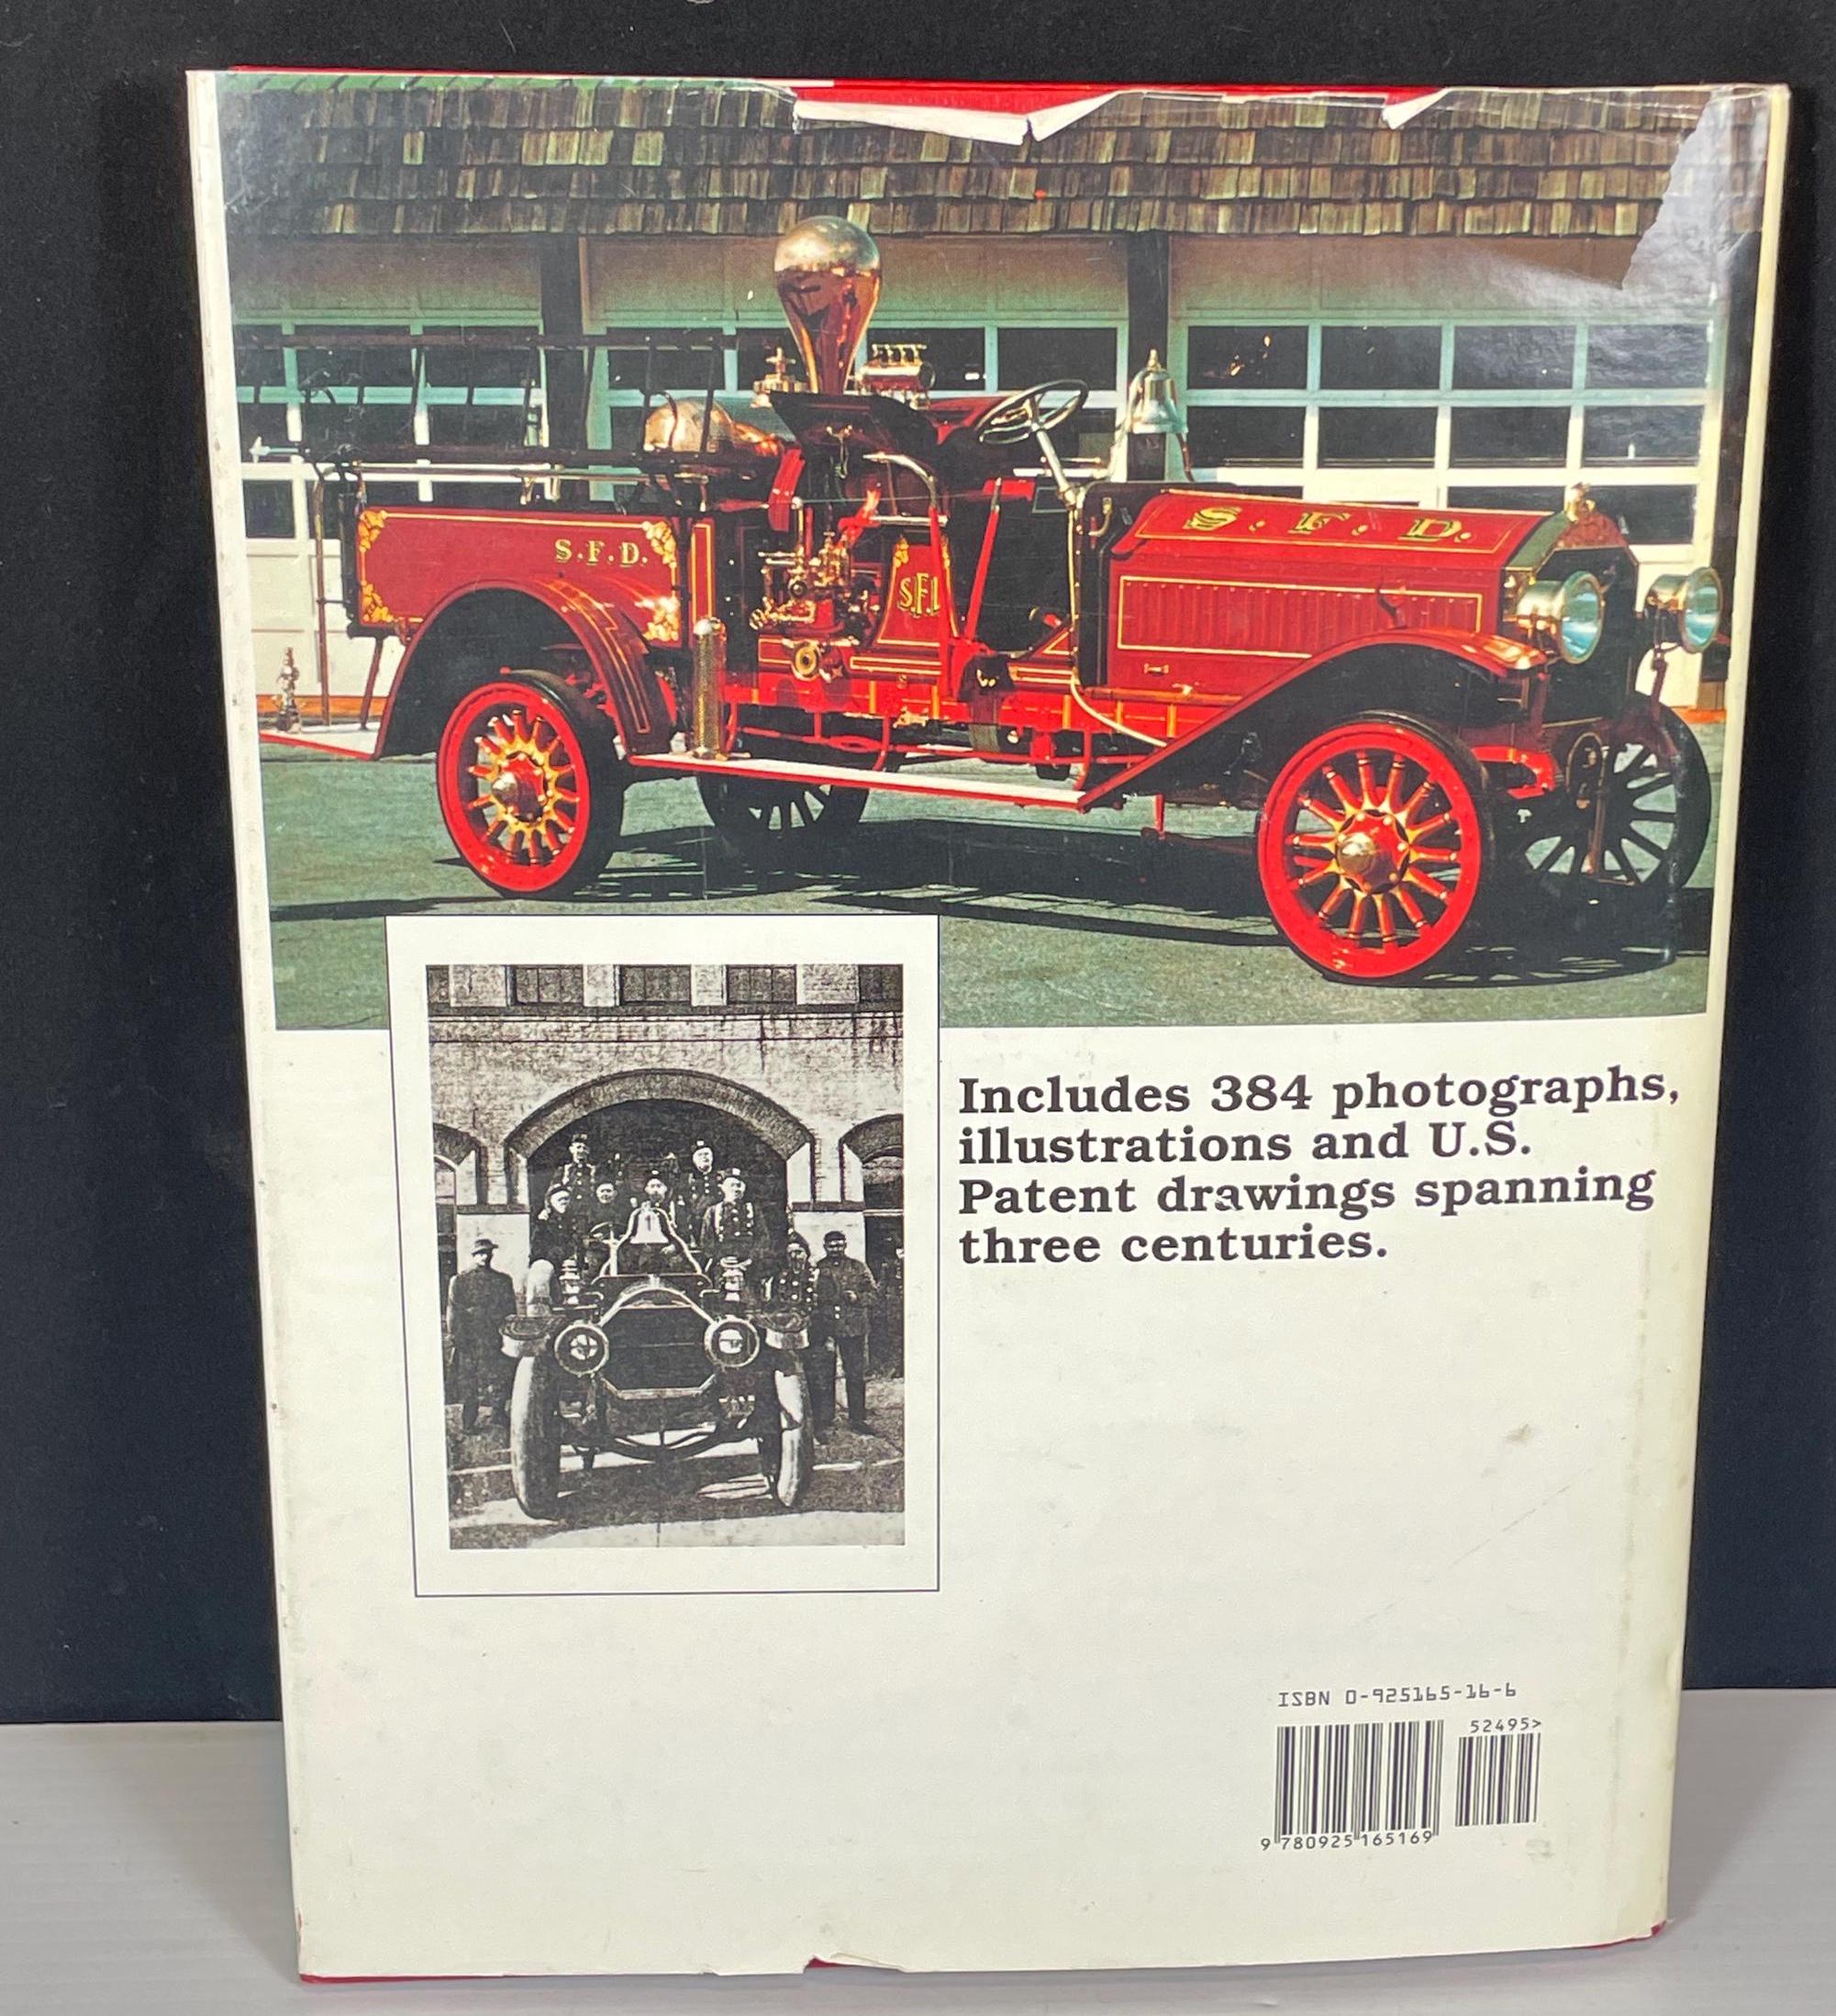 S.F.D.
S.F.D.
S. F. D.
Includes 384 photographs,
illustrations and U.S.
Patent drawings spanning
three centuries.
ISBN 0-925165-16-6
52495>
9 780925 165169